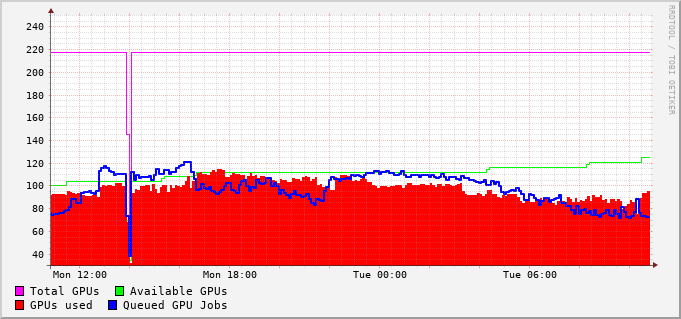 RRDTOOL / TOBI OETIKER
240
220
200
180
160
140
120
100
80
60
40
Mon 12:00 Mon 18:00 Tue 00:00 Tue 06:00
Total GPUs Available GPUs
GPUs used Queued GPU Jobs